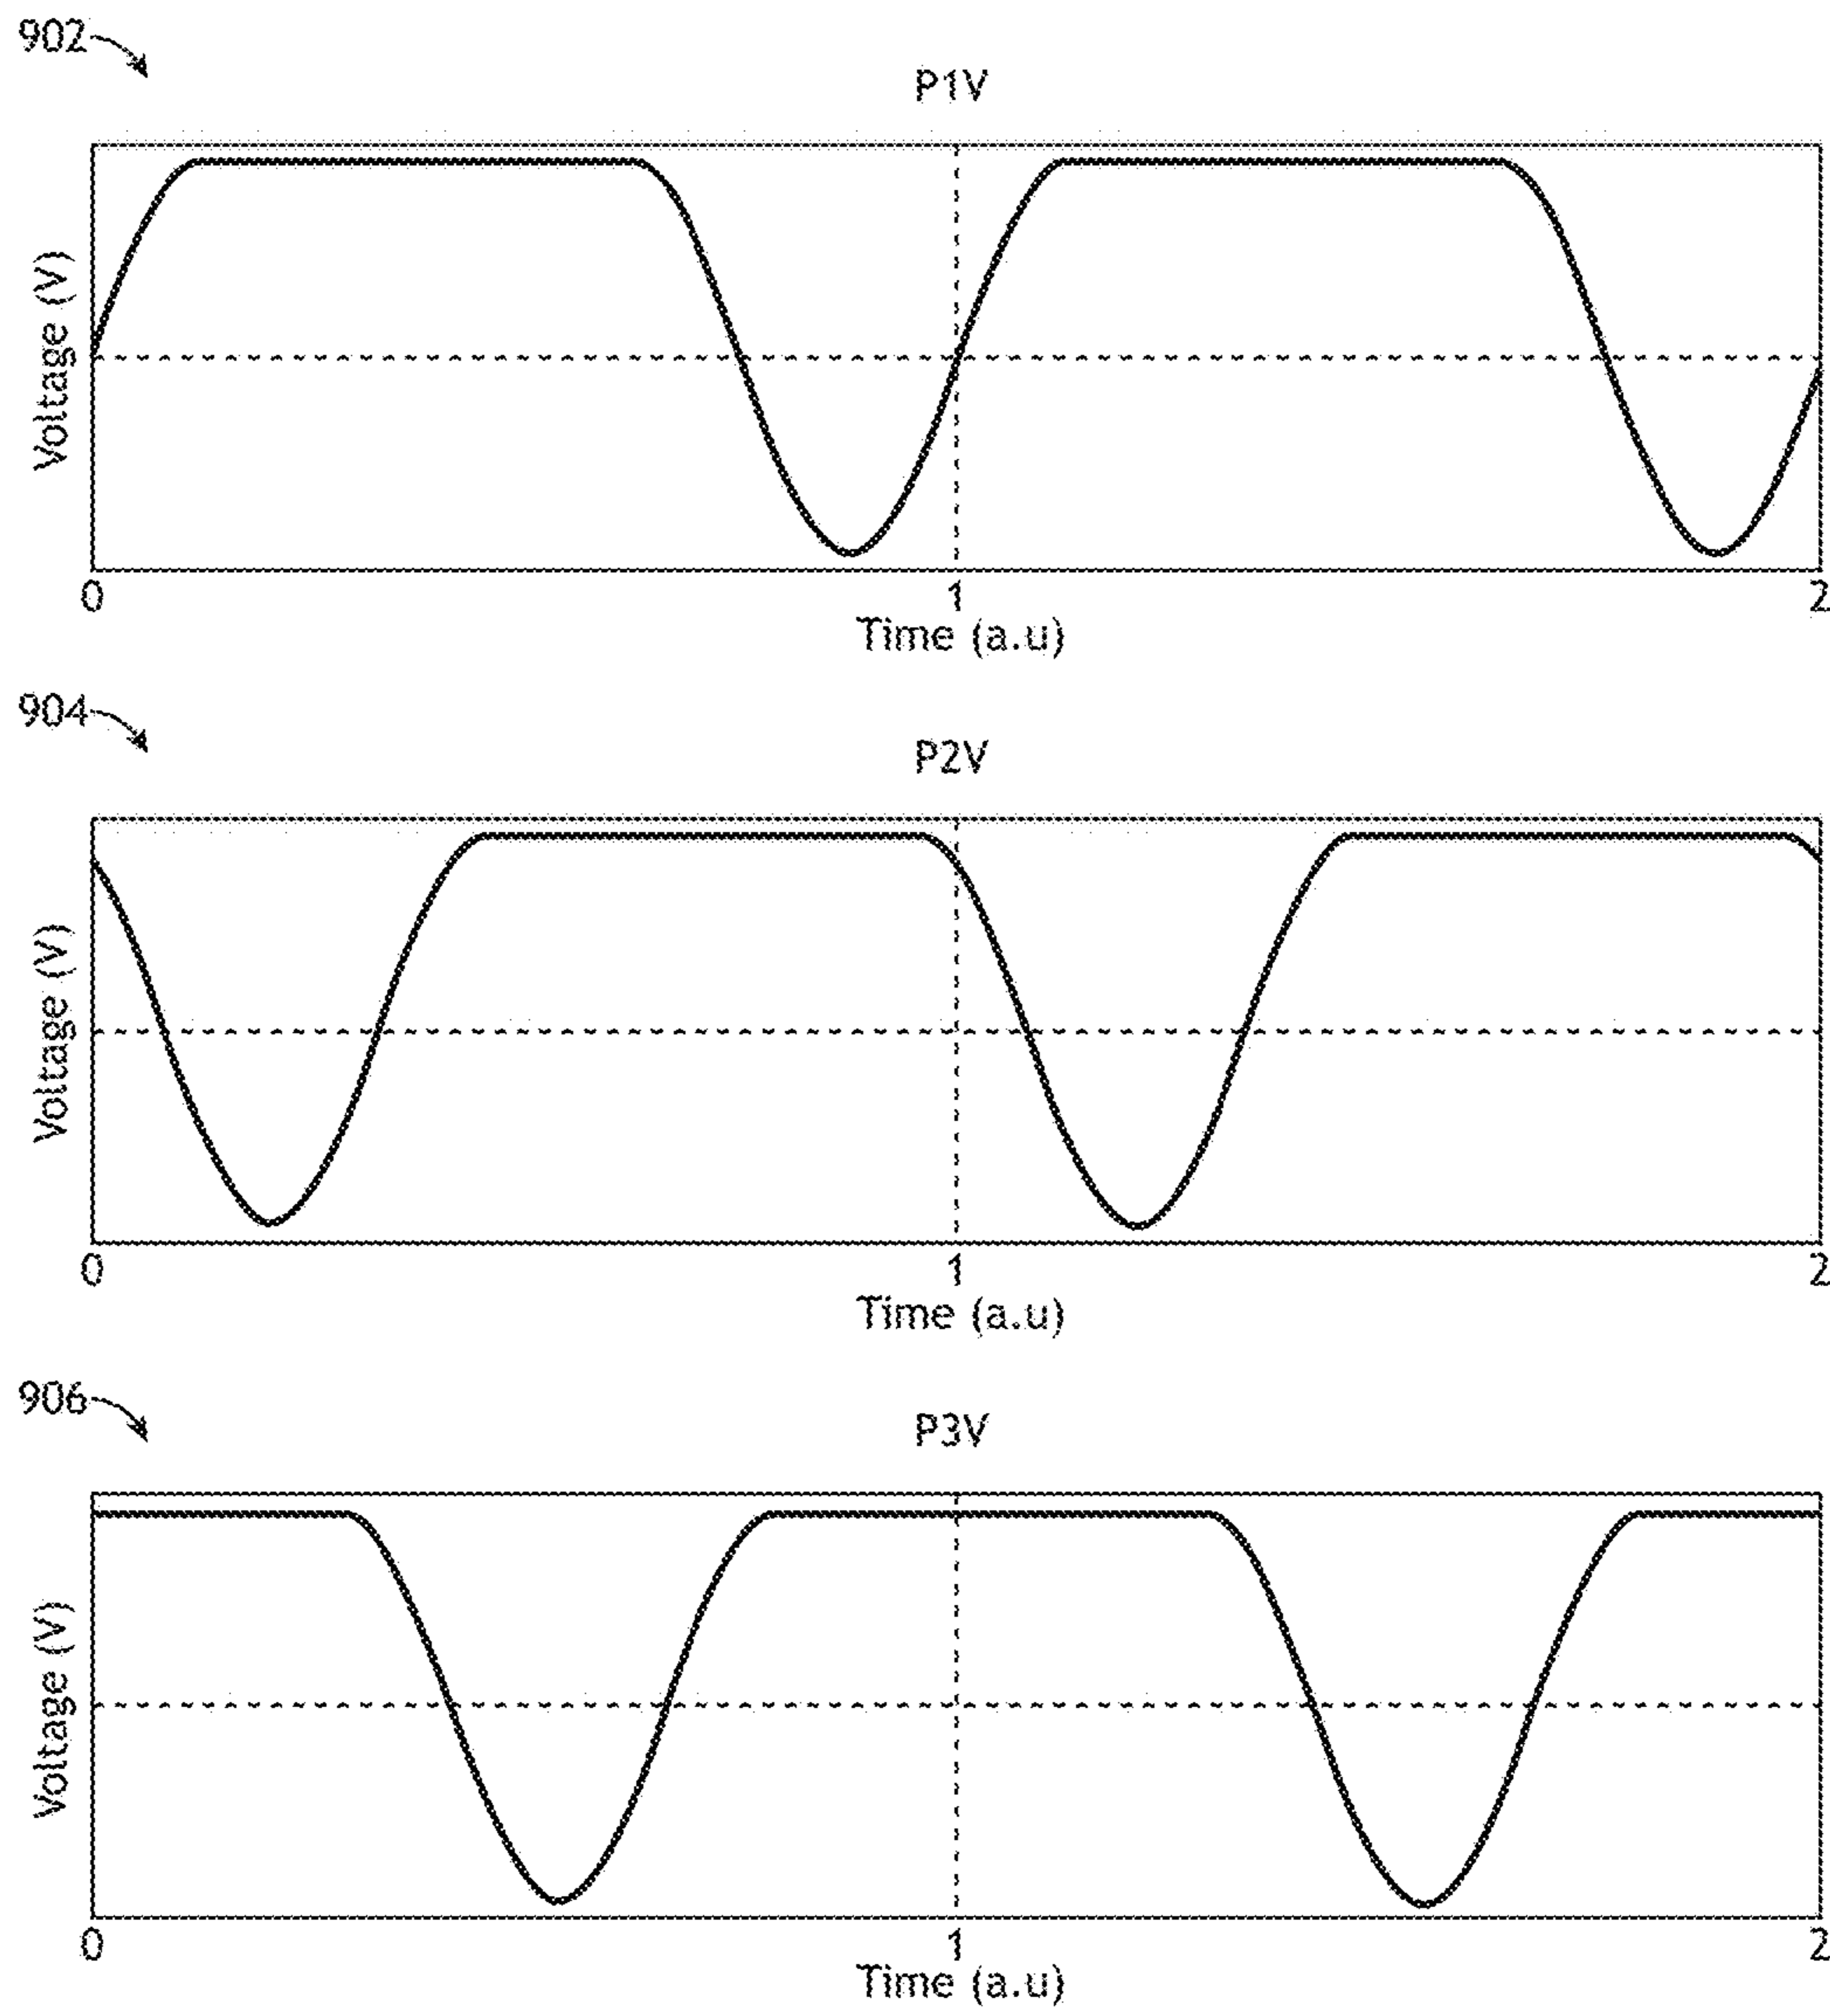 902
P1V
Voltage (V)
0 1 2
Time (a.u)
904
P2V
Voltage (V)
0 1 2
Time (a.u)
906
P3V
Voltage (V)
0 1 2
Time (a.u)